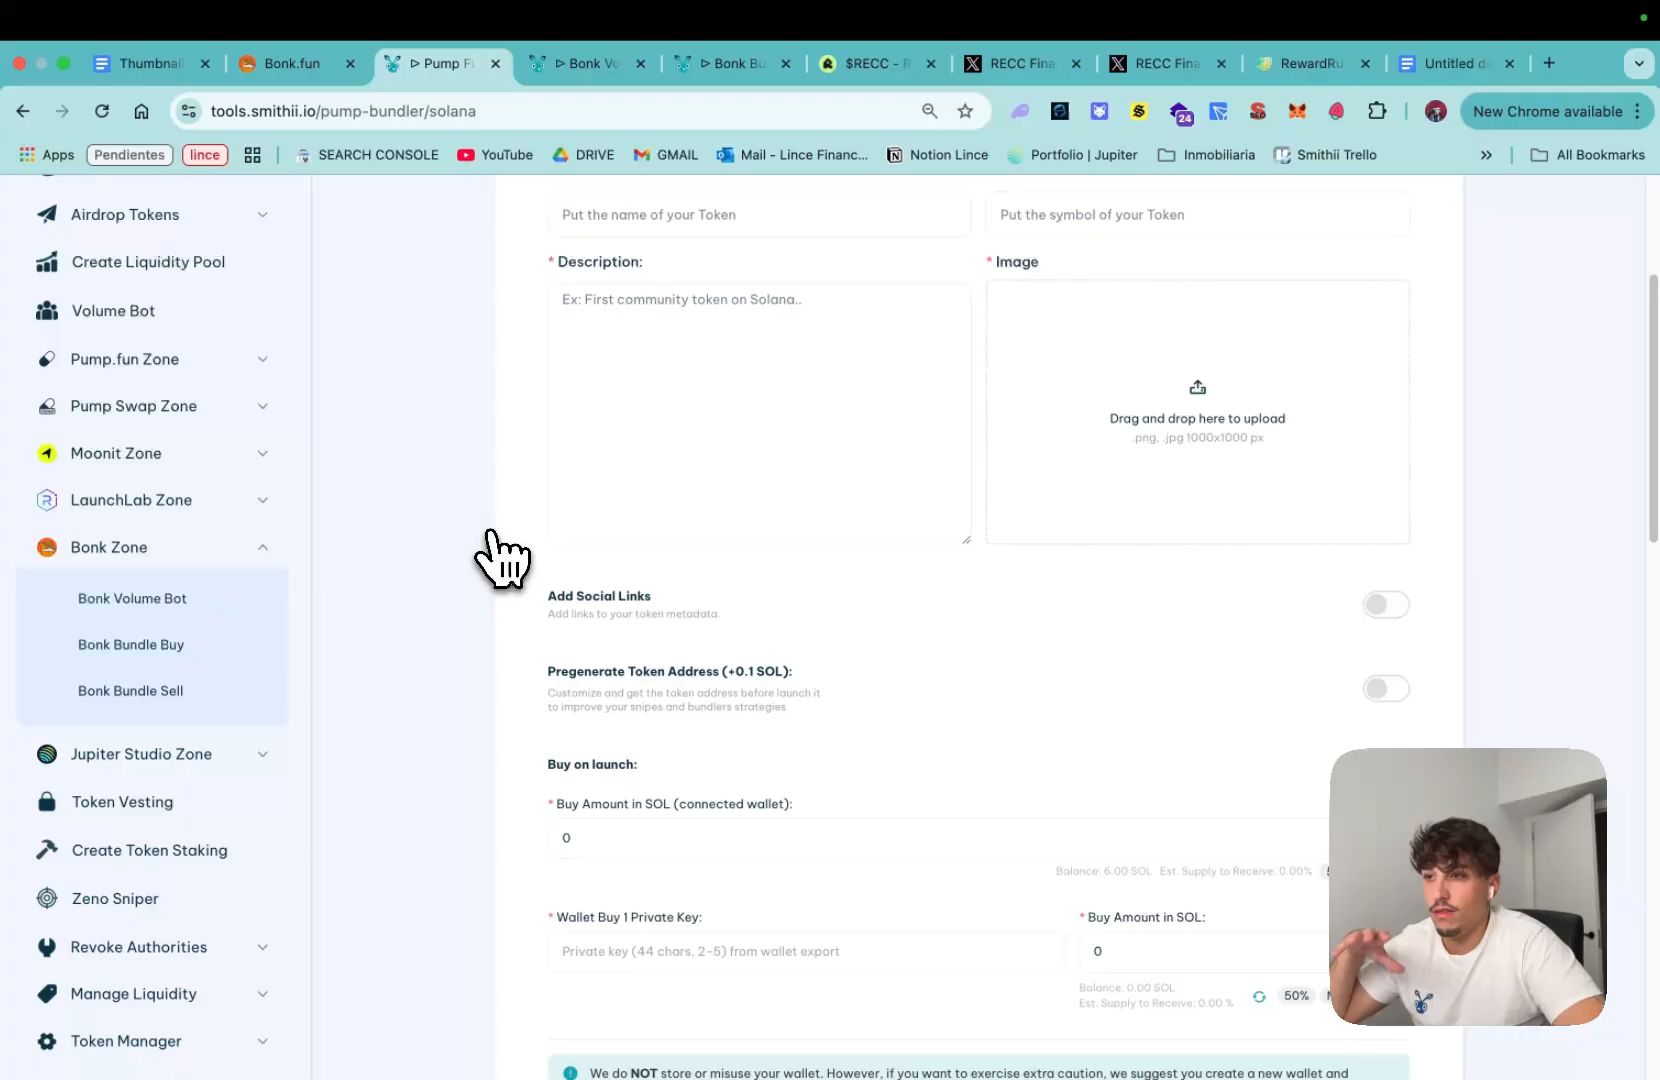 Thumbnail
Bonk.fun
Pump F
Bonk Vo
Bonk Bu
$RECC - R
RECC Fina
RECC Fina
RewardRu
Untitled d
tools.smithii.io/pump-bundler/solana
24
New Chrome available
Apps
Pendientes
lince
SEARCH CONSOLE
YouTube
DRIVE
GMAIL
Mail - Lince Financ...
Notion Lince
Portfolio | Jupiter
Inmobiliaria
Smithii Trello
All Bookmarks
Airdrop Tokens
Create Liquidity Pool
Volume Bot
Pump.fun Zone
Pump Swap Zone
Moonit Zone
LaunchLab Zone
Bonk Zone
Bonk Volume Bot
Bonk Bundle Buy
Bonk Bundle Sell
Jupiter Studio Zone
Token Vesting
Create Token Staking
Zeno Sniper
Revoke Authorities
Manage Liquidity
Token Manager
Put the name of your Token
Put the symbol of your Token
* Description:
* Image
Ex: First community token on Solana..
Drag and drop here to upload
.png, .jpg 1000x1000 px
Add Social Links
Add links to your token metadata.
Pregenerate Token Address (+0.1 SOL):
Customize and get the token address before launch it
to improve your snipes and bundlers strategies
Buy on launch:
* Buy Amount in SOL (connected wallet):
0
Balance: 6.00 SOL Est. Supply to Receive: 0.00%
* Wallet Buy 1 Private Key:
* Buy Amount in SOL:
Private key (44 chars, 2-5) from wallet export
0
Balance: 0.00 SOL
Est. Supply to Receive: 0.00 %
50%
We do NOT store or misuse your wallet. However, if you want to exercise extra caution, we suggest you create a new wallet and